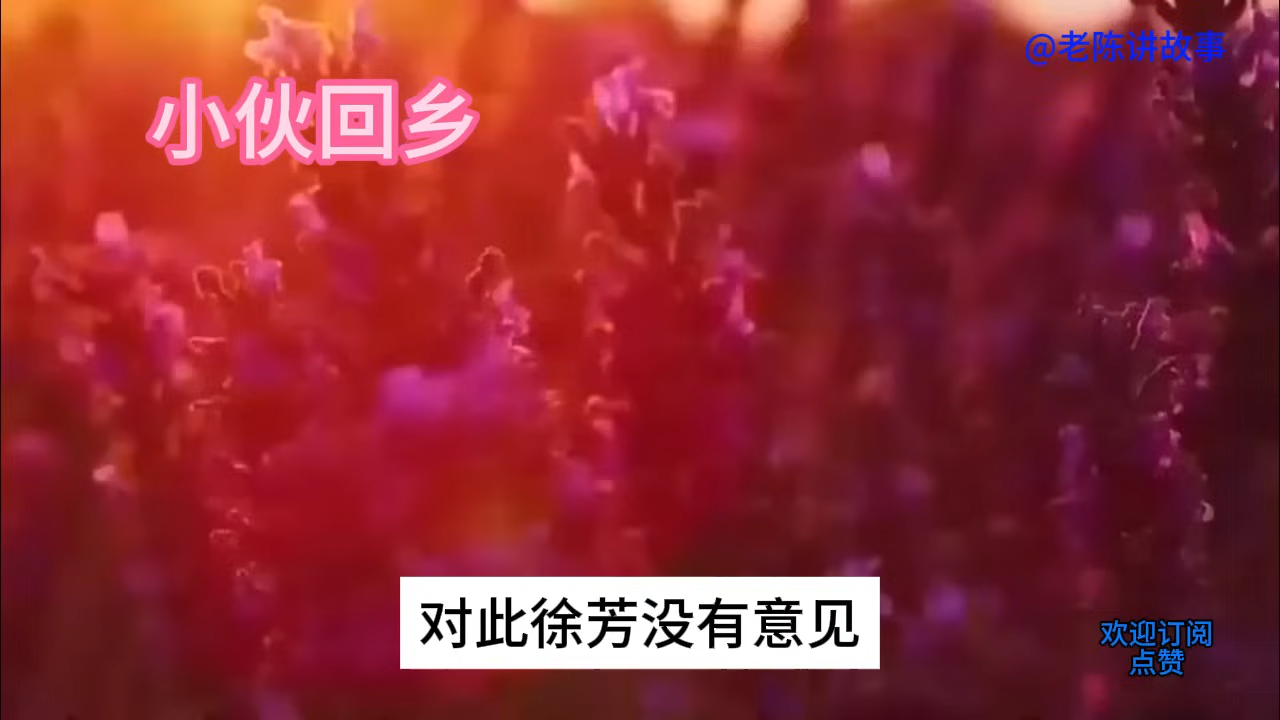 @老陈讲故事
小伙回乡
对此徐芳没有意见
欢迎订阅
点赞